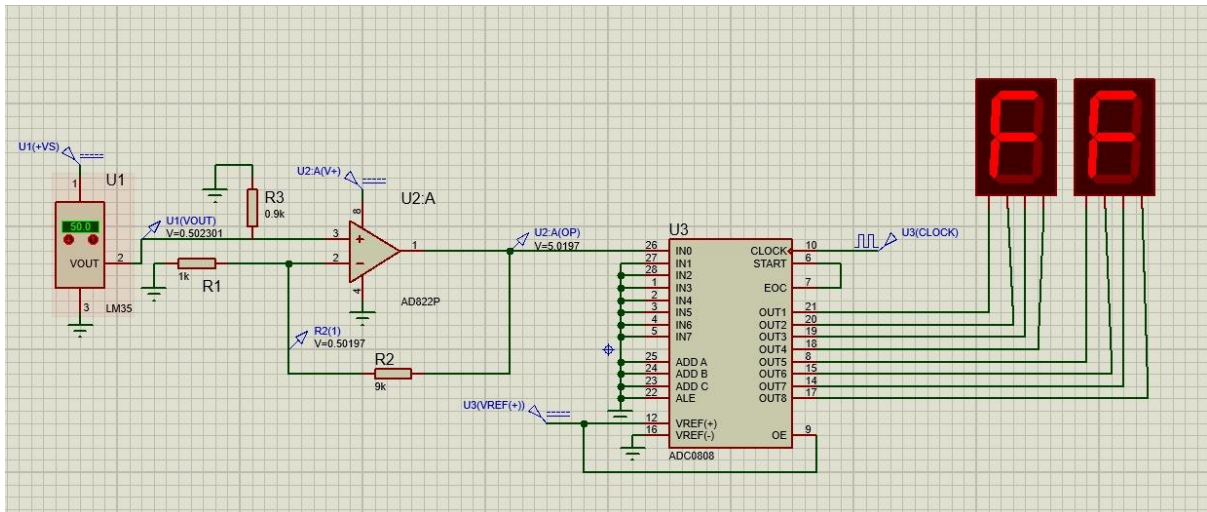 U1(+VS)
U1
1
50.0
VOUT
2
3
LM35
U1(VOUT)
V=0.502301
R3
0.9k
R1
1k
U2:A(V+)
U2:A
8
3
2
1
4
AD822P
U2:A(OP)
V=5.0197
R2(1)
V=0.50197
R2
9k
U3(VREF(+))
U3
26 IN0 CLOCK 10
27 IN1 START 6
28 IN2
1 IN3 EOC 7
2 IN4
3 IN5 OUT1 21
4 IN6 OUT2 20
5 IN7 OUT3 19
OUT4 18
25 ADD A OUT5 8
24 ADD B OUT6 15
23 ADD C OUT7 14
22 ALE OUT8 17
12 VREF(+)
16 VREF(-) OE 9
ADC0808
U3(CLOCK)
F F